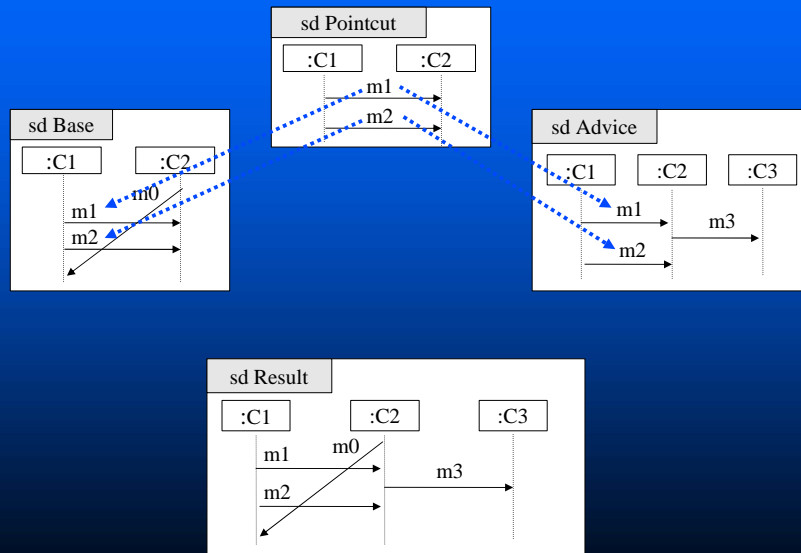 sd Pointcut
:C1 :C2
m1
m2
sd Base
:C1 :C2
m0
m1
m2
sd Advice
:C1 :C2 :C3
m1
m3
m2
sd Result
:C1 :C2 :C3
m0
m1
m3
m2